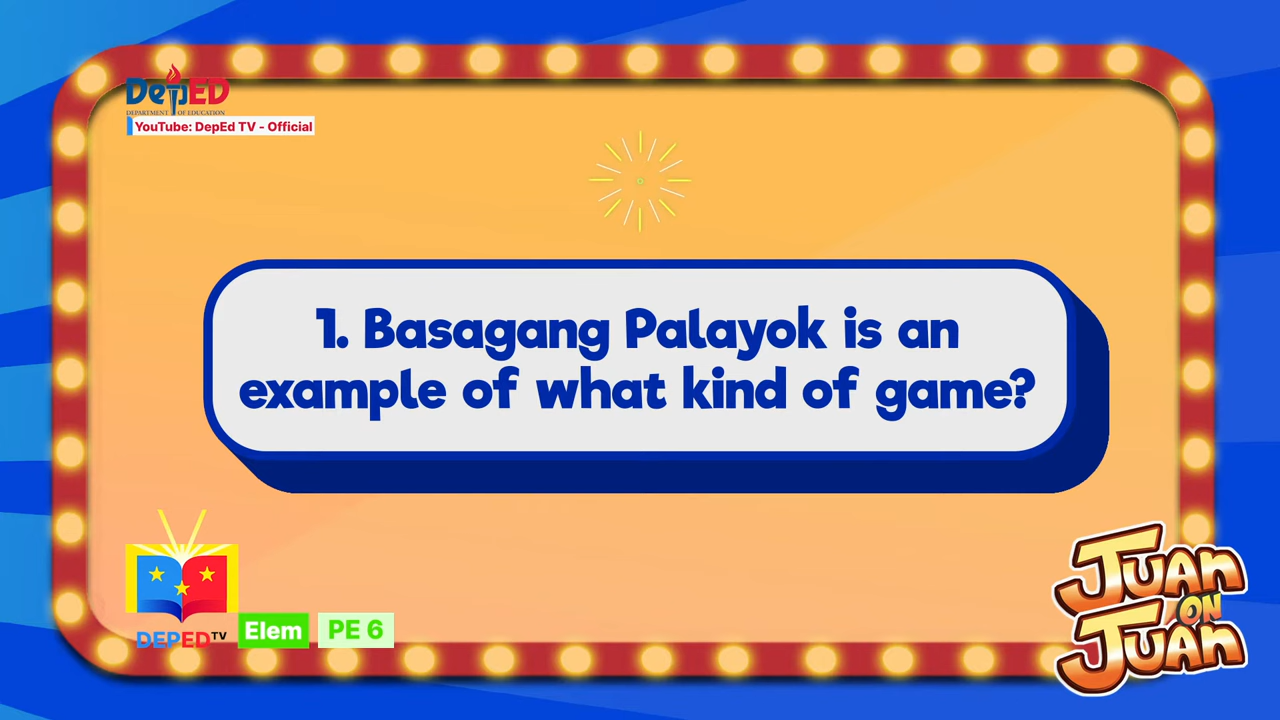 DepED
DEPARTMENT OF EDUCATION
YouTube: DepEd TV - Official
1. Basagang Palayok is an
example of what kind of game?
DEPED TV
Elem
PE 6
Juan
on
Juan